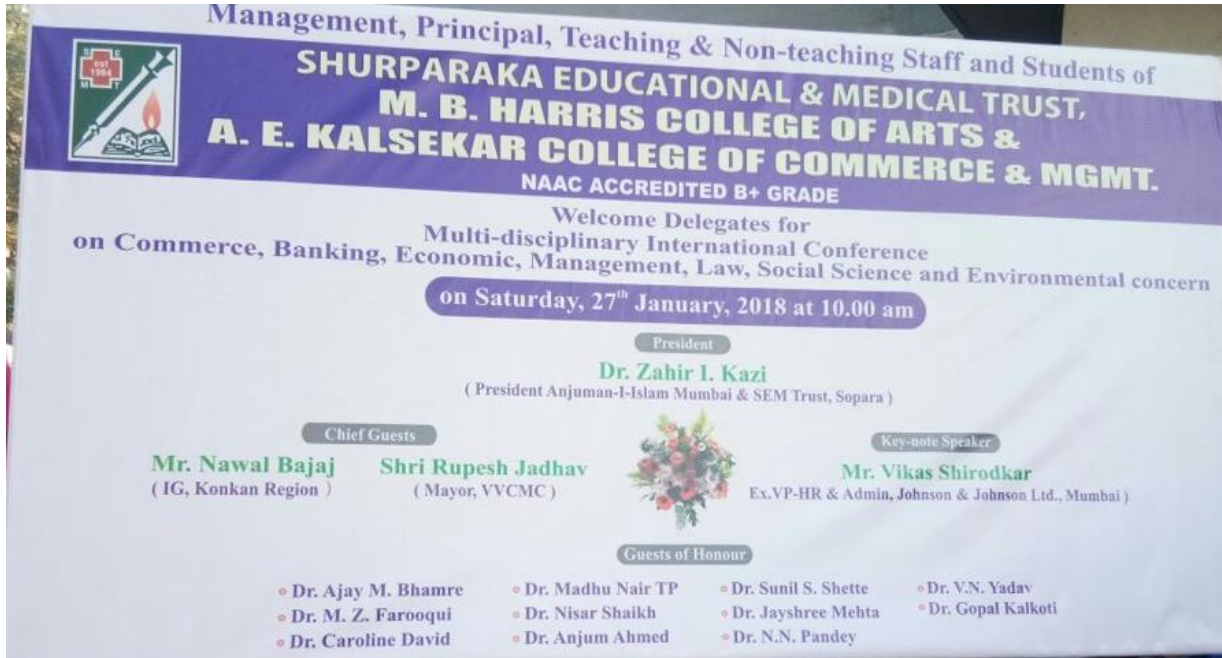 Management, Principal, Teaching & Non-teaching Staff and Students of
S E
est
1984
M T
SHURPARAKA EDUCATIONAL & MEDICAL TRUST,
M. B. HARRIS COLLEGE OF ARTS &
A. E. KALSEKAR COLLEGE OF COMMERCE & MGMT.
NAAC ACCREDITED B+ GRADE
Welcome Delegates for
Multi-disciplinary International Conference
on Commerce, Banking, Economic, Management, Law, Social Science and Environmental concern
on Saturday, 27th January, 2018 at 10.00 am
President
Dr. Zahir I. Kazi
( President Anjuman-I-Islam Mumbai & SEM Trust, Sopara )
Chief Guests
Mr. Nawal Bajaj
( IG, Konkan Region )
Shri Rupesh Jadhav
( Mayor, VVCMC )
Key-note Speaker
Mr. Vikas Shirodkar
Ex.VP-HR & Admin, Johnson & Johnson Ltd., Mumbai )
Guests of Honour
Dr. Ajay M. Bhamre
Dr. M. Z. Farooqui
Dr. Caroline David
Dr. Madhu Nair TP
Dr. Nisar Shaikh
Dr. Anjum Ahmed
Dr. Sunil S. Shette
Dr. Jayshree Mehta
Dr. N.N. Pandey
Dr. V.N. Yadav
Dr. Gopal Kalkoti